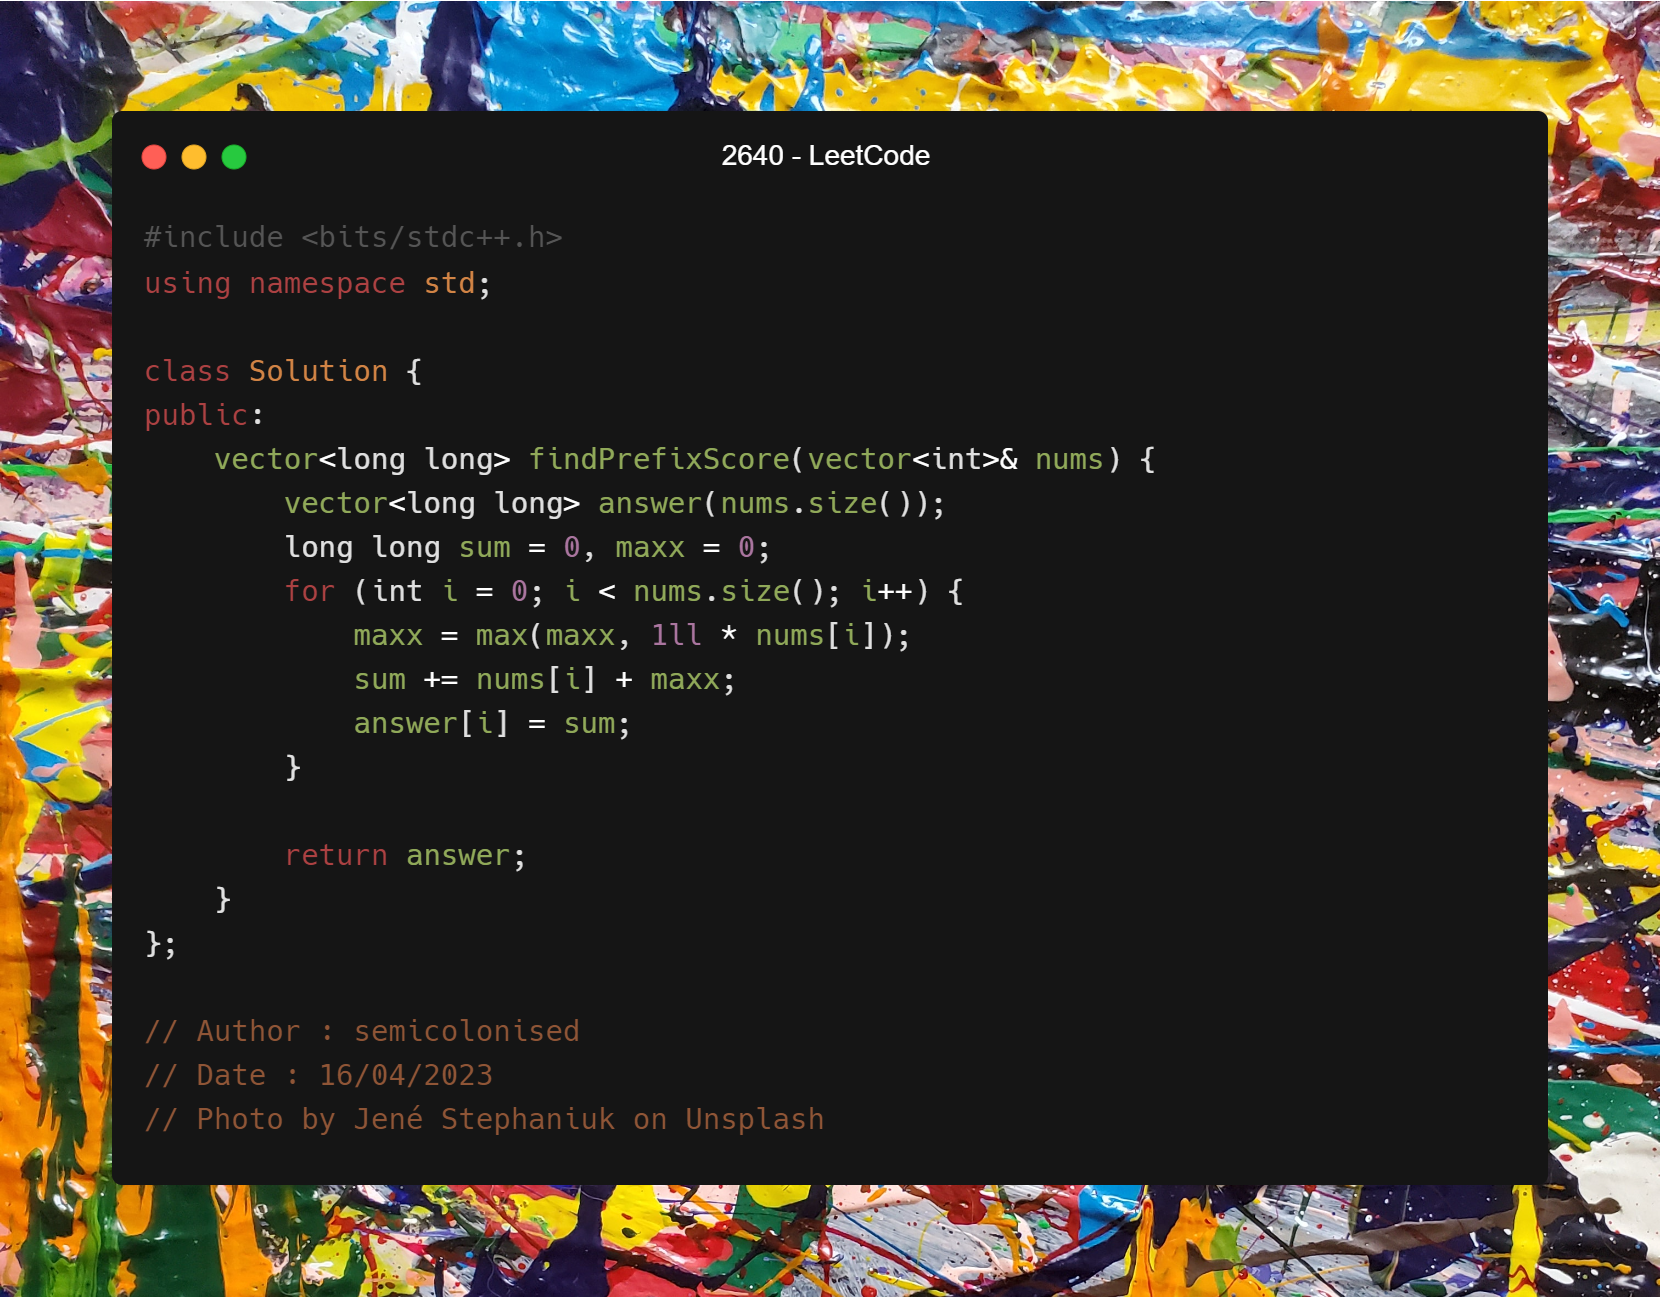 2640 - LeetCode
#include <bits/stdc++.h>
using namespace std;
class Solution {
public:
    vector<long long> findPrefixScore(vector<int>& nums) {
        vector<long long> answer(nums.size());
        long long sum = 0, maxx = 0;
        for (int i = 0; i < nums.size(); i++) {
            maxx = max(maxx, 1ll * nums[i]);
            sum += nums[i] + maxx;
            answer[i] = sum;
        }
        return answer;
    }
};
// Author : semicolonised
// Date : 16/04/2023
// Photo by Jené Stephaniuk on Unsplash